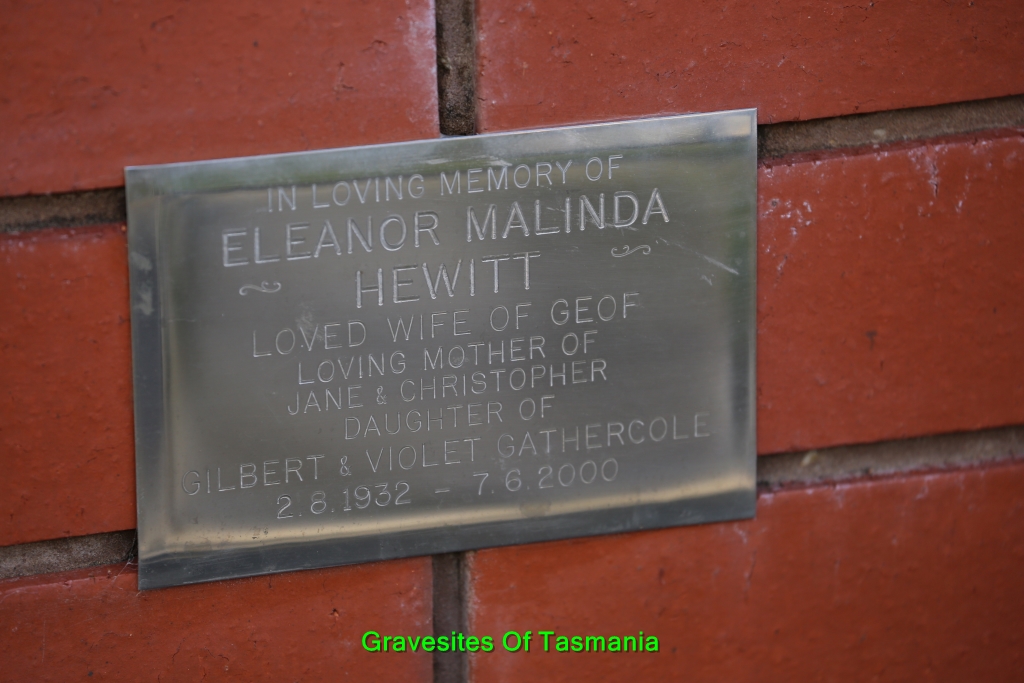 IN LOVING MEMORY OF
ELEANOR MALINDA
HEWITT
LOVED WIFE OF GEOF
LOVING MOTHER OF
JANE & CHRISTOPHER
DAUGHTER OF
GILBERT & VIOLET GATHERCOLE
2.8.1932 - 7.6.2000
Gravesites Of Tasmania